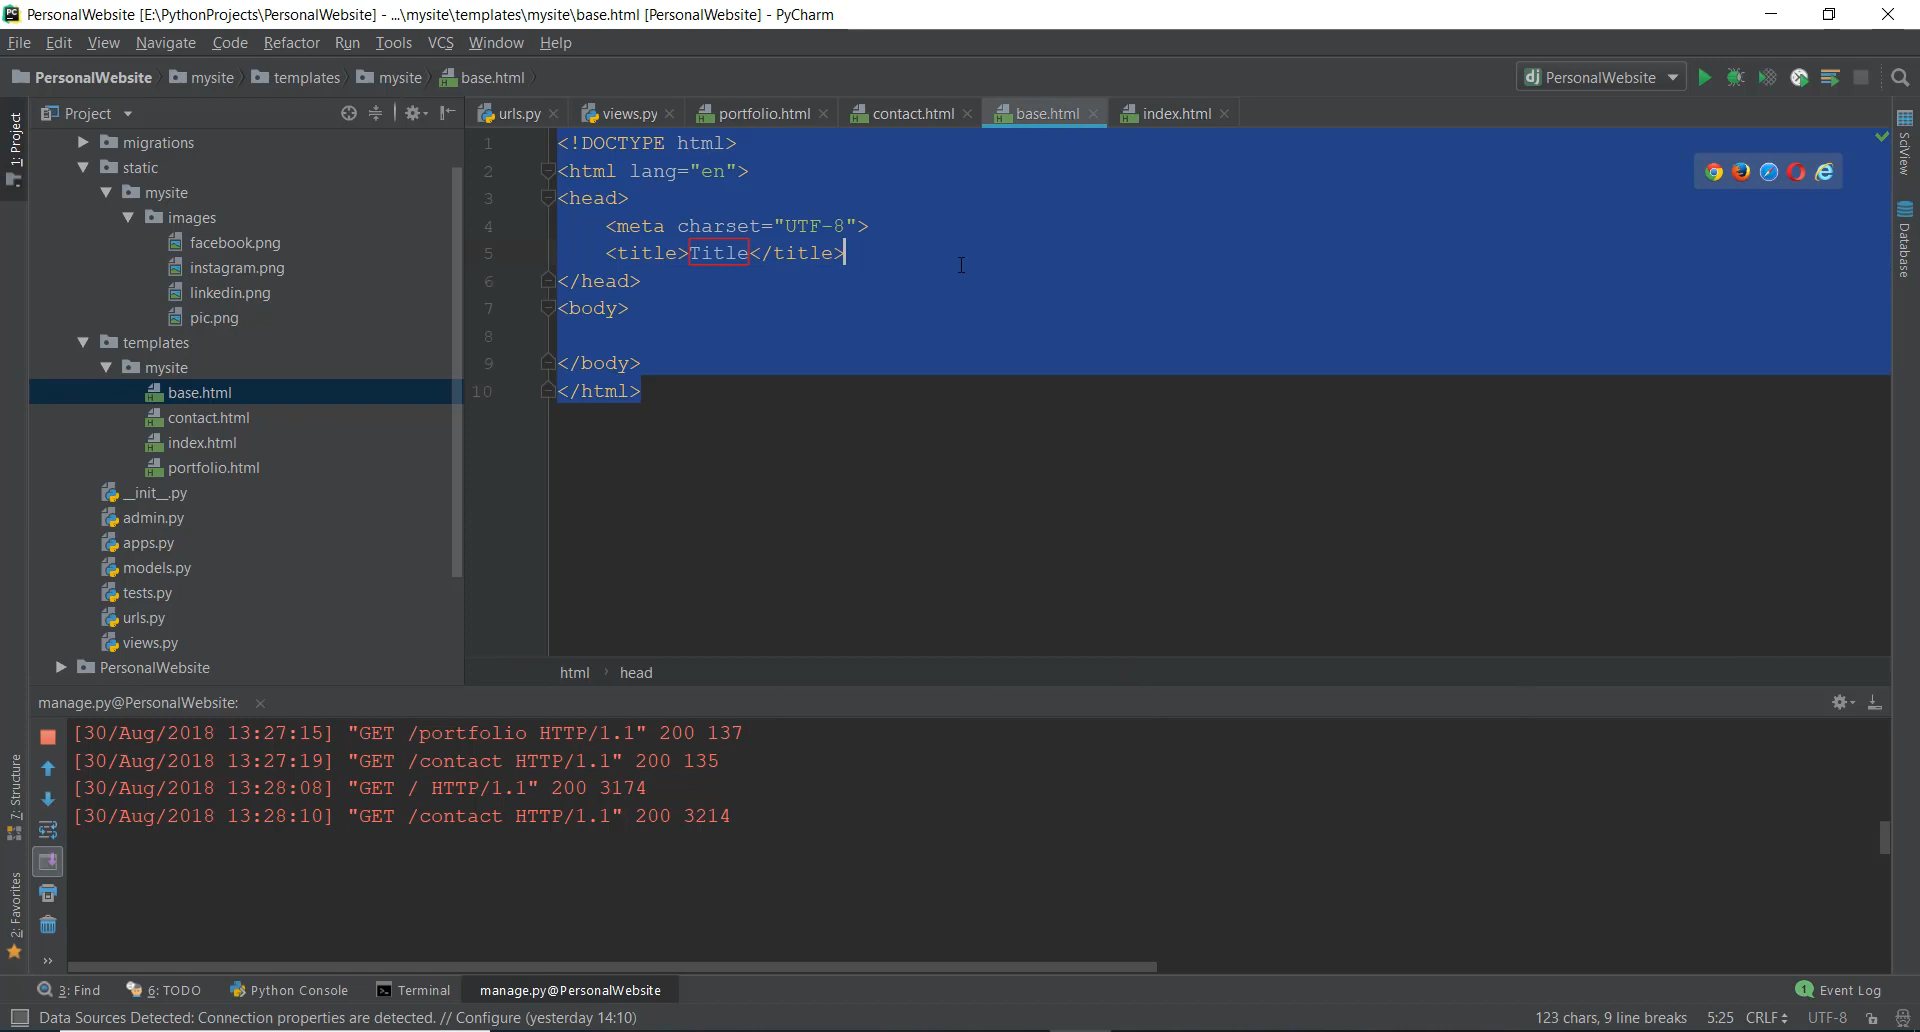 PersonalWebsite [E:\PythonProjects\PersonalWebsite] - ...\mysite\templates\mysite\base.html [PersonalWebsite] - PyCharm
File Edit View Navigate Code Refactor Run Tools VCS Window Help
PersonalWebsite mysite templates mysite base.html
dj PersonalWebsite
Project
urls.py views.py portfolio.html contact.html base.html index.html
1: Project
migrations
static
mysite
images
facebook.png
instagram.png
linkedin.png
pic.png
templates
mysite
base.html
contact.html
index.html
portfolio.html
__init__.py
admin.py
apps.py
models.py
tests.py
urls.py
views.py
PersonalWebsite
1 <!DOCTYPE html>
2 <html lang="en">
3 <head>
4 <meta charset="UTF-8">
5 <title>Title</title>
6 </head>
7 <body>
8
9 </body>
10 </html>
html head
SciView
Database
manage.py@PersonalWebsite:
[30/Aug/2018 13:27:15] "GET /portfolio HTTP/1.1" 200 137
[30/Aug/2018 13:27:19] "GET /contact HTTP/1.1" 200 135
[30/Aug/2018 13:28:08] "GET / HTTP/1.1" 200 3174
[30/Aug/2018 13:28:10] "GET /contact HTTP/1.1" 200 3214
7: Structure
2: Favorites
3: Find 6: TODO Python Console Terminal manage.py@PersonalWebsite 1 Event Log
Data Sources Detected: Connection properties are detected. // Configure (yesterday 14:10) 123 chars, 9 line breaks 5:25 CRLF UTF-8